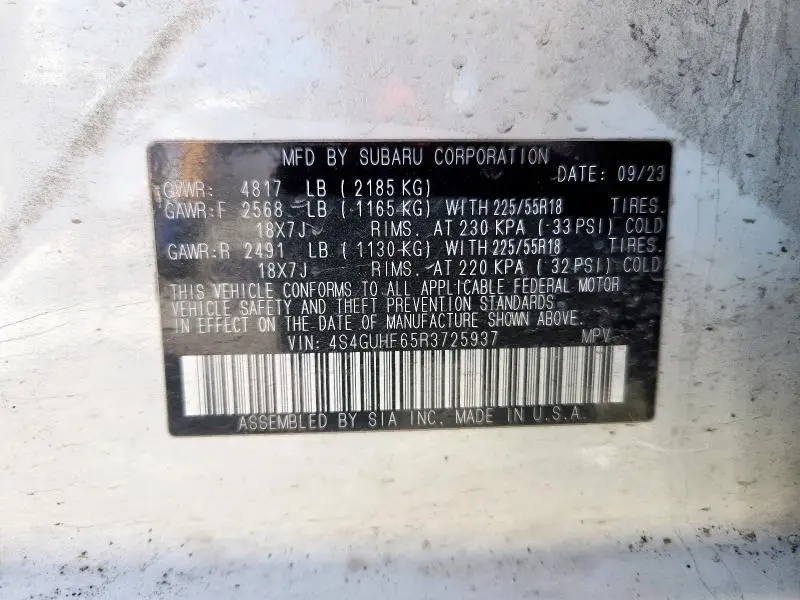 MFD BY SUBARU CORPORATION
DATE: 09/23
GVWR: 4817 LB (2185 KG)
GAWR:F 2568 LB (1165 KG) WITH 225/55R18 TIRES.
18X7J RIMS. AT 230 KPA (33 PSI) COLD
GAWR:R 2491 LB (1130 KG) WITH 225/55R18 TIRES.
18X7J RIMS. AT 220 KPA (32 PSI) COLD
THIS VEHICLE CONFORMS TO ALL APPLICABLE FEDERAL MOTOR
VEHICLE SAFETY AND THEFT PREVENTION STANDARDS
IN EFFECT ON THE DATE OF MANUFACTURE SHOWN ABOVE.
VIN: 4S4GUHF65R3725937 MPV
ASSEMBLED BY SIA INC. MADE IN U.S.A.